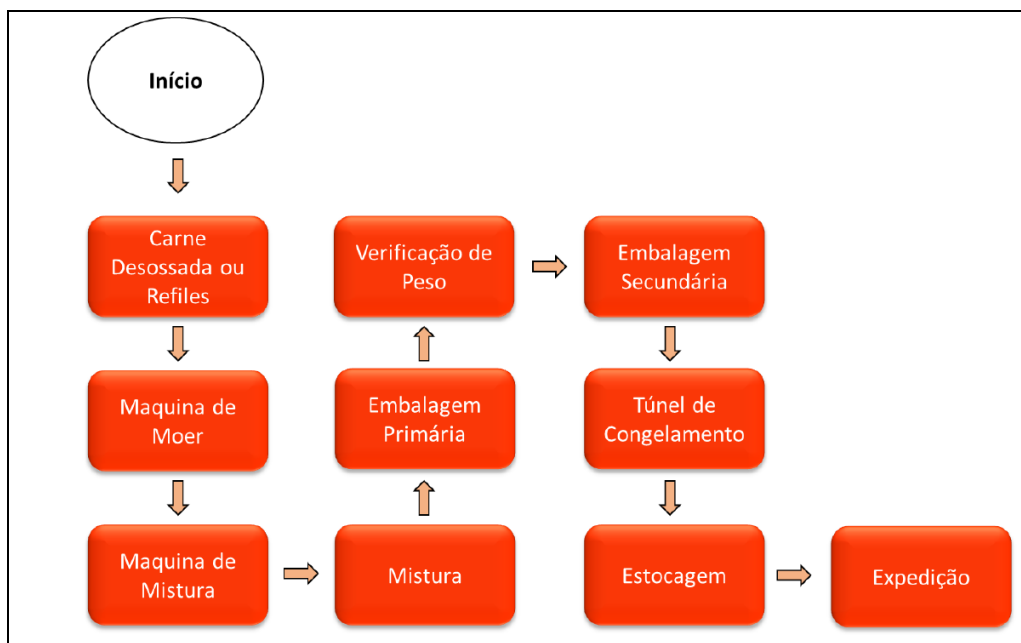 Início
Carne
Desossada ou
Refiles
Maquina de
Moer
Maquina de
Mistura
Mistura
Embalagem
Primária
Verificação de
Peso
Embalagem
Secundária
Túnel de
Congelamento
Estocagem
Expedição